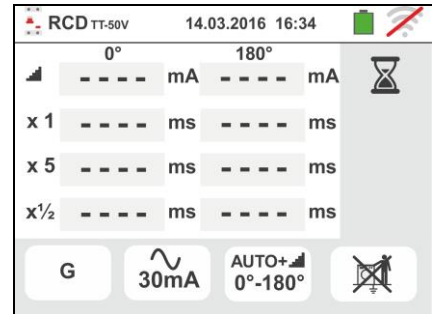 RCD TT-50V 14.03.2016 16:34
0° 180°
---- mA ---- mA
x 1 ---- ms ---- ms
x 5 ---- ms ---- ms
x½ ---- ms ---- ms
G 30mA AUTO+ 0°-180°